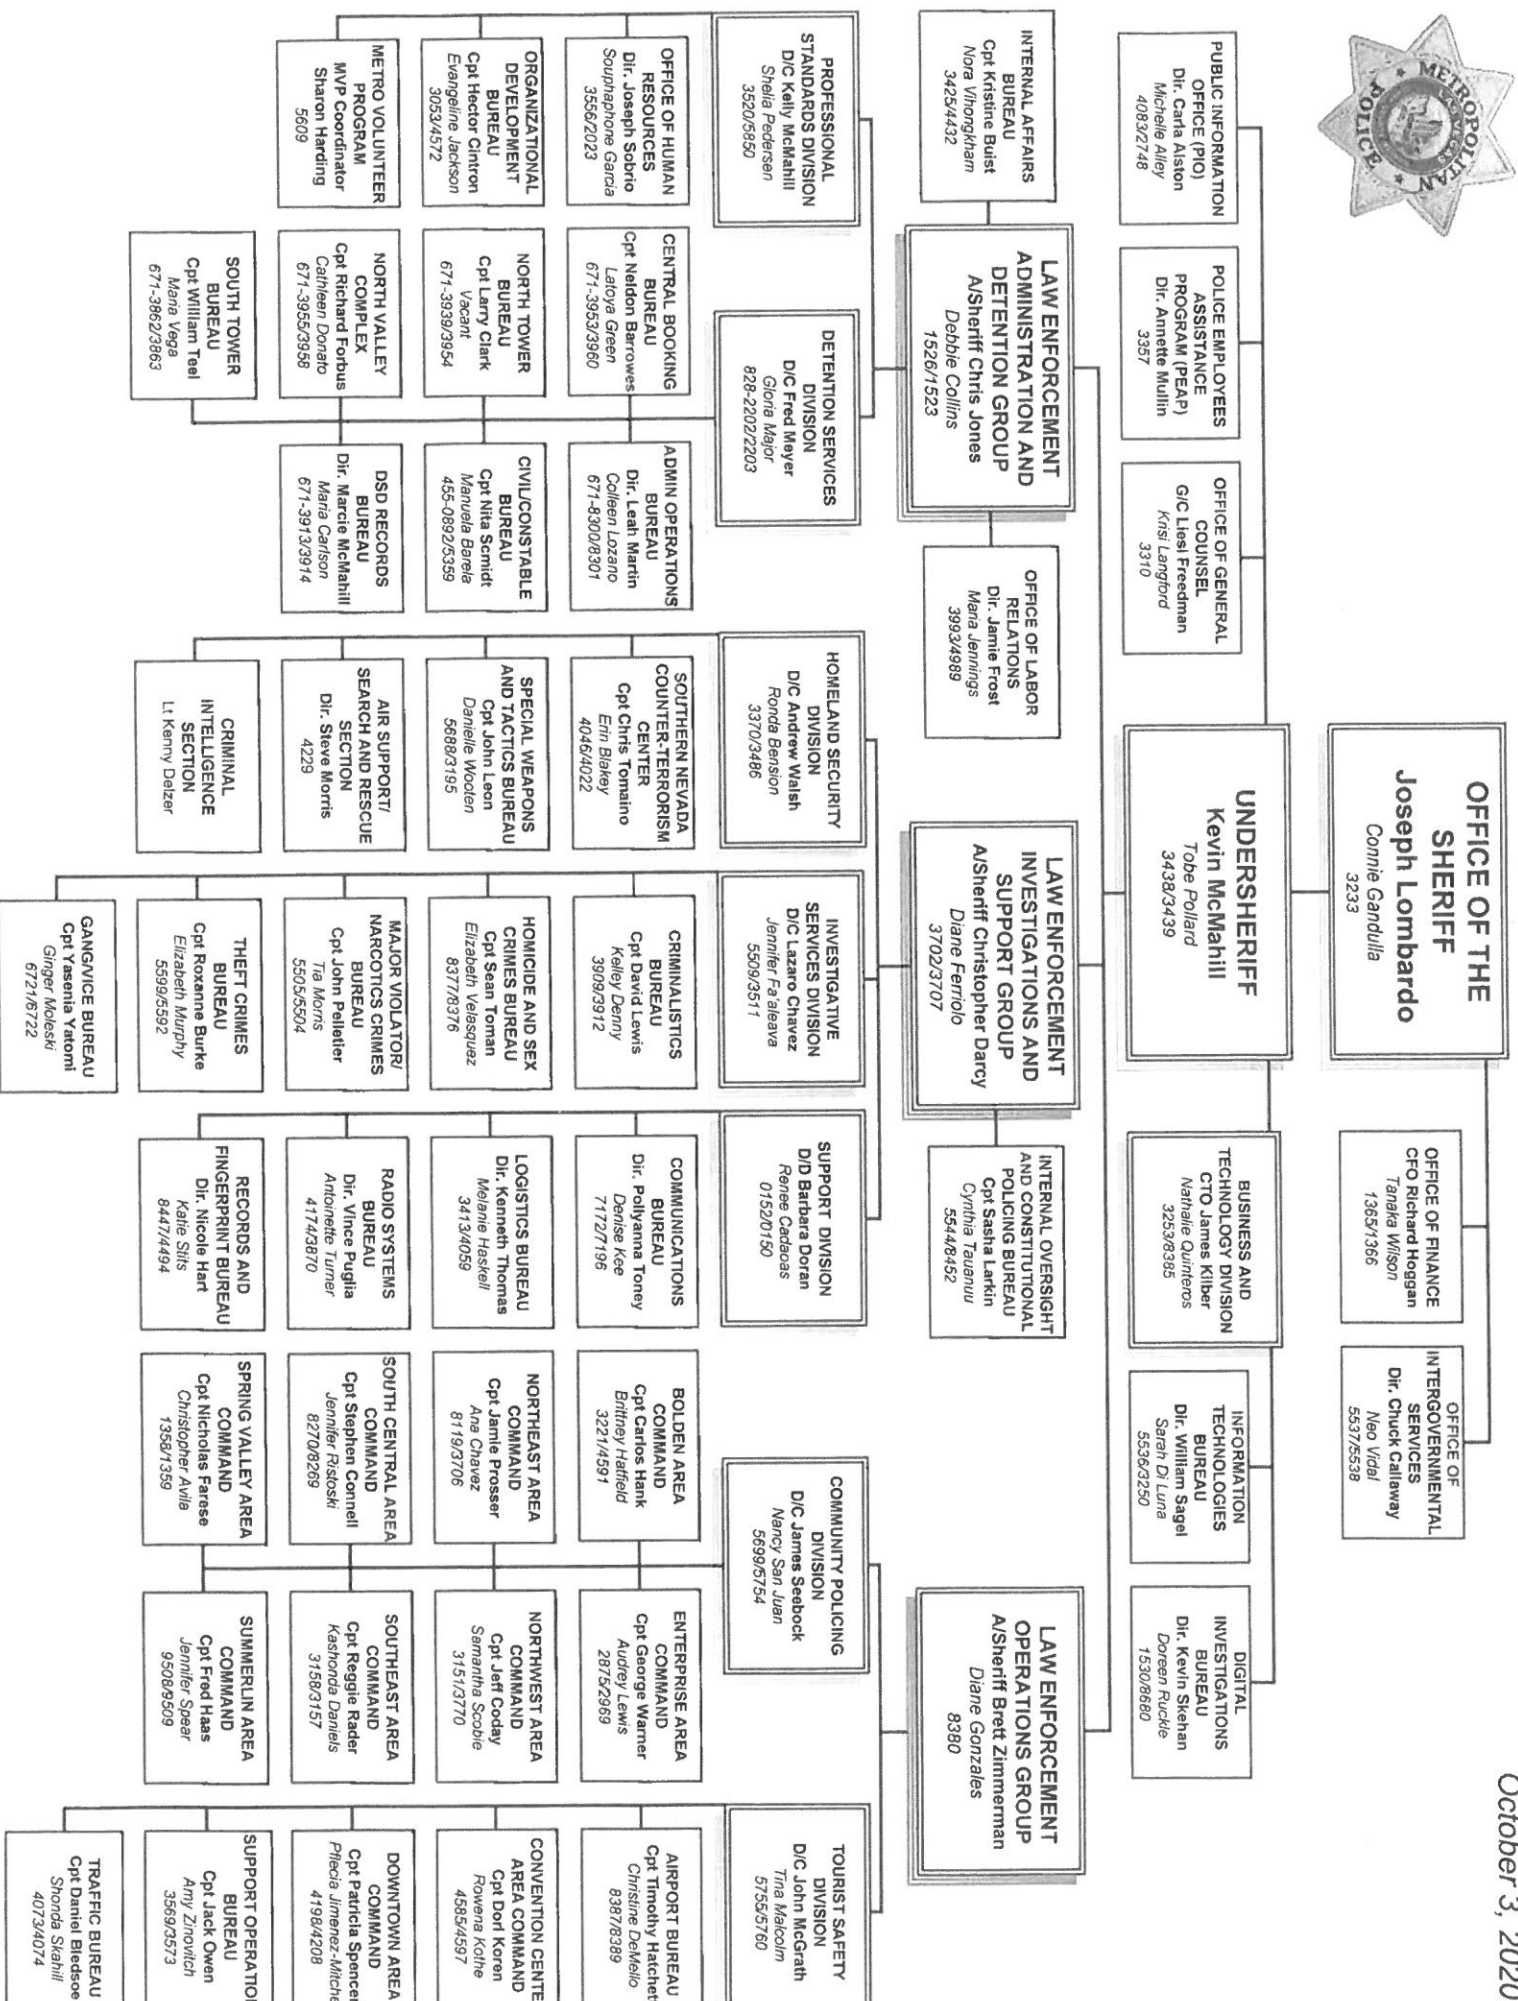 October 3, 2020
METROPOLITAN
POLICE
OFFICE OF THE
SHERIFF
Joseph Lombardo
Connie Gandulla
3233
OFFICE OF FINANCE
CFO Richard Hoggan
Tanaka Wilson
1365/1366
OFFICE OF
INTERGOVERNMENTAL
SERVICES
Dir. Chuck Callaway
Neo Vidal
5537/5538
UNDERSHERIFF
Kevin McMahill
Tobe Pollard
3438/3439
PUBLIC INFORMATION
OFFICE (PIO)
Dir. Carla Alston
Michelle Alley
4083/2748
POLICE EMPLOYEES
ASSISTANCE
PROGRAM (PEAP)
Dir. Annette Mullin
3357
OFFICE OF GENERAL
COUNSEL
G/C Liesl Freedman
Krisi Langford
3310
BUSINESS AND
TECHNOLOGY DIVISION
CTO James Kilber
Nathalie Quinteros
3253/8385
INFORMATION
TECHNOLOGIES
BUREAU
Dir. William Sagel
Sarah Di Luna
5536/3250
DIGITAL
INVESTIGATIONS
BUREAU
Dir. Kevin Skehan
Doreen Ruckle
1530/8660
INTERNAL AFFAIRS
BUREAU
Cpt Kristine Buist
Nora Vihongkham
3425/4432
LAW ENFORCEMENT
ADMINISTRATION AND
DETENTION GROUP
A/Sheriff Chris Jones
Debbie Collins
1526/1523
OFFICE OF LABOR
RELATIONS
Dir. Jamie Frost
Maria Jennings
3993/4989
LAW ENFORCEMENT
INVESTIGATIONS AND
SUPPORT GROUP
A/Sheriff Christopher Darcy
Diane Ferriolo
3702/3707
INTERNAL OVERSIGHT
AND CONSTITUTIONAL
POLICING BUREAU
Cpt Sasha Larkin
Cynthia Tauanuu
5544/8452
LAW ENFORCEMENT
OPERATIONS GROUP
A/Sheriff Brett Zimmerman
Diane Gonzales
8380
PROFESSIONAL
STANDARDS DIVISION
D/C Kelly McMahill
Shelia Pedersen
3520/5850
DETENTION SERVICES
DIVISION
D/C Fred Meyer
Gloria Major
828-2202/2203
HOMELAND SECURITY
DIVISION
D/C Andrew Walsh
Ronda Bension
3370/3486
INVESTIGATIVE
SERVICES DIVISION
D/C Lazaro Chavez
Jennifer Fa'aleava
5509/3511
SUPPORT DIVISION
D/D Barbara Doran
Renee Cadaoas
0152/0150
COMMUNITY POLICING
DIVISION
D/C James Seebock
Nancy San Juan
5699/5754
TOURIST SAFETY
DIVISION
D/C John McGrath
Tina Malcolm
5755/5760
OFFICE OF HUMAN
RESOURCES
Dir. Joseph Sobrio
Souphaphone Garcia
3556/2023
CENTRAL BOOKING
BUREAU
Cpt Neldon Barrowes
Latoya Green
671-3953/3960
ADMIN OPERATIONS
BUREAU
Dir. Leah Martin
Colleen Lozano
671-8300/8301
SOUTHERN NEVADA
COUNTER-TERRORISM
CENTER
Cpt Chris Tomaino
Erin Blakey
4046/4022
CRIMINALISTICS
BUREAU
Cpt David Lewis
Kelley Denny
3909/3912
COMMUNICATIONS
BUREAU
Dir. Pollyanna Toney
Denise Kee
7172/7196
BOLDEN AREA
COMMAND
Cpt Carlos Hank
Brittney Hatfield
3221/4591
ENTERPRISE AREA
COMMAND
Cpt George Warner
Audrey Lewis
2875/2969
AIRPORT BUREAU
Cpt Timothy Hatchet
Christine DeMello
8387/8389
ORGANIZATIONAL
DEVELOPMENT
BUREAU
Cpt Hector Cintron
Evangeline Jackson
3053/4572
NORTH TOWER
BUREAU
Cpt Larry Clark
Vacant
671-3939/3954
CIVIL/CONSTABLE
BUREAU
Cpt Nita Scmidt
Manuela Barela
455-0892/5359
SPECIAL WEAPONS
AND TACTICS BUREAU
Cpt John Leon
Danielle Wooten
5688/3195
HOMICIDE AND SEX
CRIMES BUREAU
Cpt Sean Toman
Elizabeth Velasquez
8377/8376
LOGISTICS BUREAU
Dir. Kenneth Thomas
Melanie Haskell
3413/4059
NORTHEAST AREA
COMMAND
Cpt Jamie Prosser
Ana Chavez
8119/3706
NORTHWEST AREA
COMMAND
Cpt Jeff Coday
Samantha Scobie
3151/3770
CONVENTION CENTE
AREA COMMAND
Cpt Dori Koren
Rowena Kothe
4585/4597
METRO VOLUNTEER
PROGRAM
MVP Coordinator
Sharon Harding
5609
NORTH VALLEY
COMPLEX
Cpt Richard Forbus
Cathleen Donato
671-3955/3958
DSD RECORDS
BUREAU
Dir. Marcie McMahill
Maria Carlson
671-3913/3914
AIR SUPPORT/
SEARCH AND RESCUE
SECTION
Dir. Steve Morris
4229
MAJOR VIOLATOR/
NARCOTICS CRIMES
BUREAU
Cpt John Pelletier
Tia Morris
5505/5504
RADIO SYSTEMS
BUREAU
Dir. Vince Puglia
Antoinette Turner
4174/3870
SOUTH CENTRAL AREA
COMMAND
Cpt Stephen Connell
Jennifer Ristoski
8270/8269
SOUTHEAST AREA
COMMAND
Cpt Reggie Rader
Kashonda Daniels
3158/3157
DOWNTOWN AREA
COMMAND
Cpt Patricia Spencer
Pflecia Jimenez-Mitche
4198/4208
SOUTH TOWER
BUREAU
Cpt William Teel
Maria Vega
671-3862/3863
CRIMINAL
INTELLIGENCE
SECTION
Lt Kenny Delzer
THEFT CRIMES
BUREAU
Cpt Roxanne Burke
Elizabeth Murphy
5599/5592
RECORDS AND
FINGERPRINT BUREAU
Dir. Nicole Hart
Katie Stits
8447/4494
SPRING VALLEY AREA
COMMAND
Cpt Nicholas Farese
Christopher Avila
1358/1359
SUMMERLIN AREA
COMMAND
Cpt Fred Haas
Jennifer Spear
9508/9509
SUPPORT OPERATIO
BUREAU
Cpt Jack Owen
Amy Zinovitch
3569/3573
GANG/VICE BUREAU
Cpt Yasenia Yatomi
Ginger Moleski
6721/6722
TRAFFIC BUREAU
Cpt Daniel Bledsoe
Shonda Skahill
4073/4074